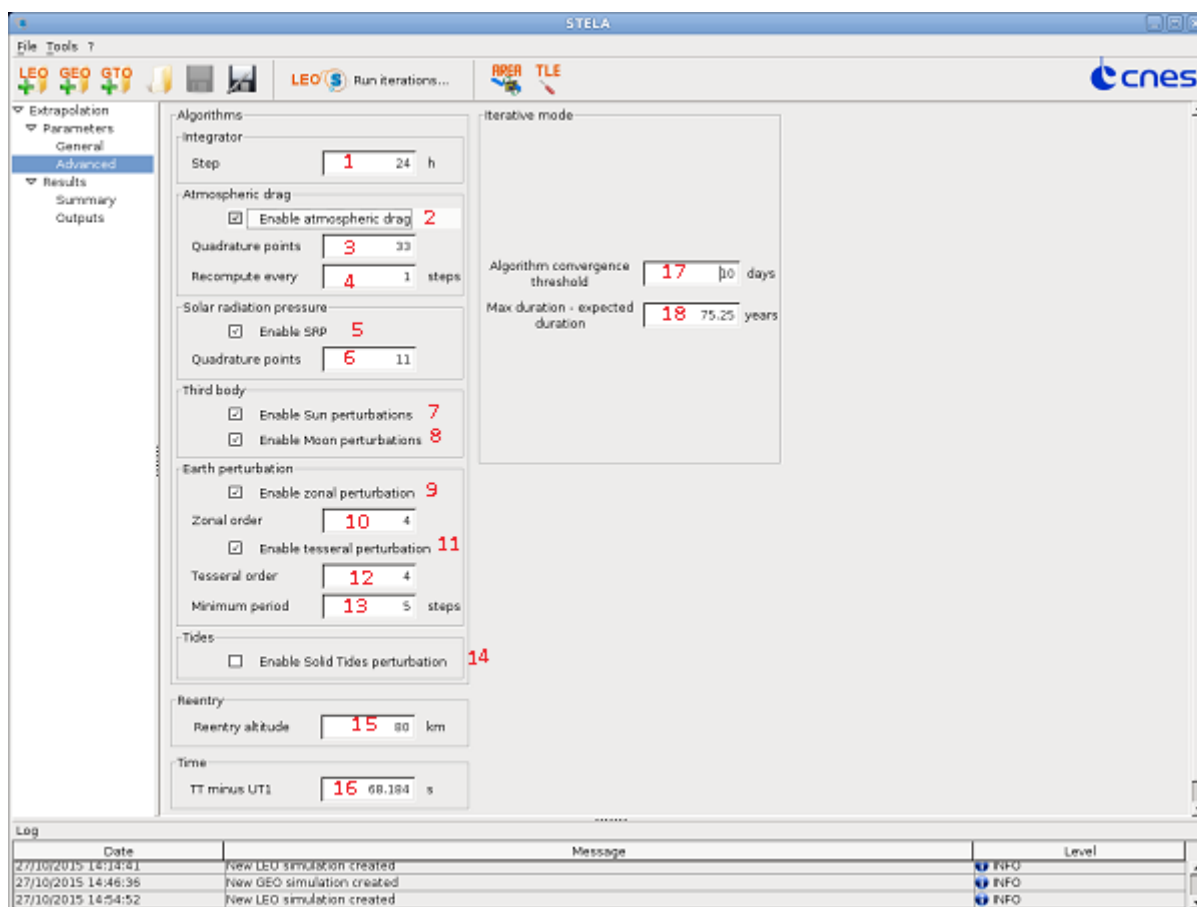 STELA
File Tools ?
LEO GEO GTO LEO S Run iterations... AREA TLE cnes
Extrapolation
Parameters
General
Advanced
Results
Summary
Outputs
Algorithms
Integrator
Step 1 24 h
Atmospheric drag
Enable atmospheric drag 2
Quadrature points 3 33
Recompute every 4 1 steps
Solar radiation pressure
Enable SRP 5
Quadrature points 6 11
Third body
Enable Sun perturbations 7
Enable Moon perturbations 8
Earth perturbation
Enable zonal perturbation 9
Zonal order 10 4
Enable tesseral perturbation 11
Tesseral order 12 4
Minimum period 13 5 steps
Tides
Enable Solid Tides perturbation 14
Reentry
Reentry altitude 15 80 km
Time
TT minus UT1 16 68.184 s
Iterative mode
Algorithm convergence
threshold 17 10 days
Max duration - expected
duration 18 75.25 years
Log
Date Message Level
27/10/2015 14:14:41 New LEO simulation created INFO
27/10/2015 14:46:36 New GEO simulation created INFO
27/10/2015 14:54:52 New LEO simulation created INFO